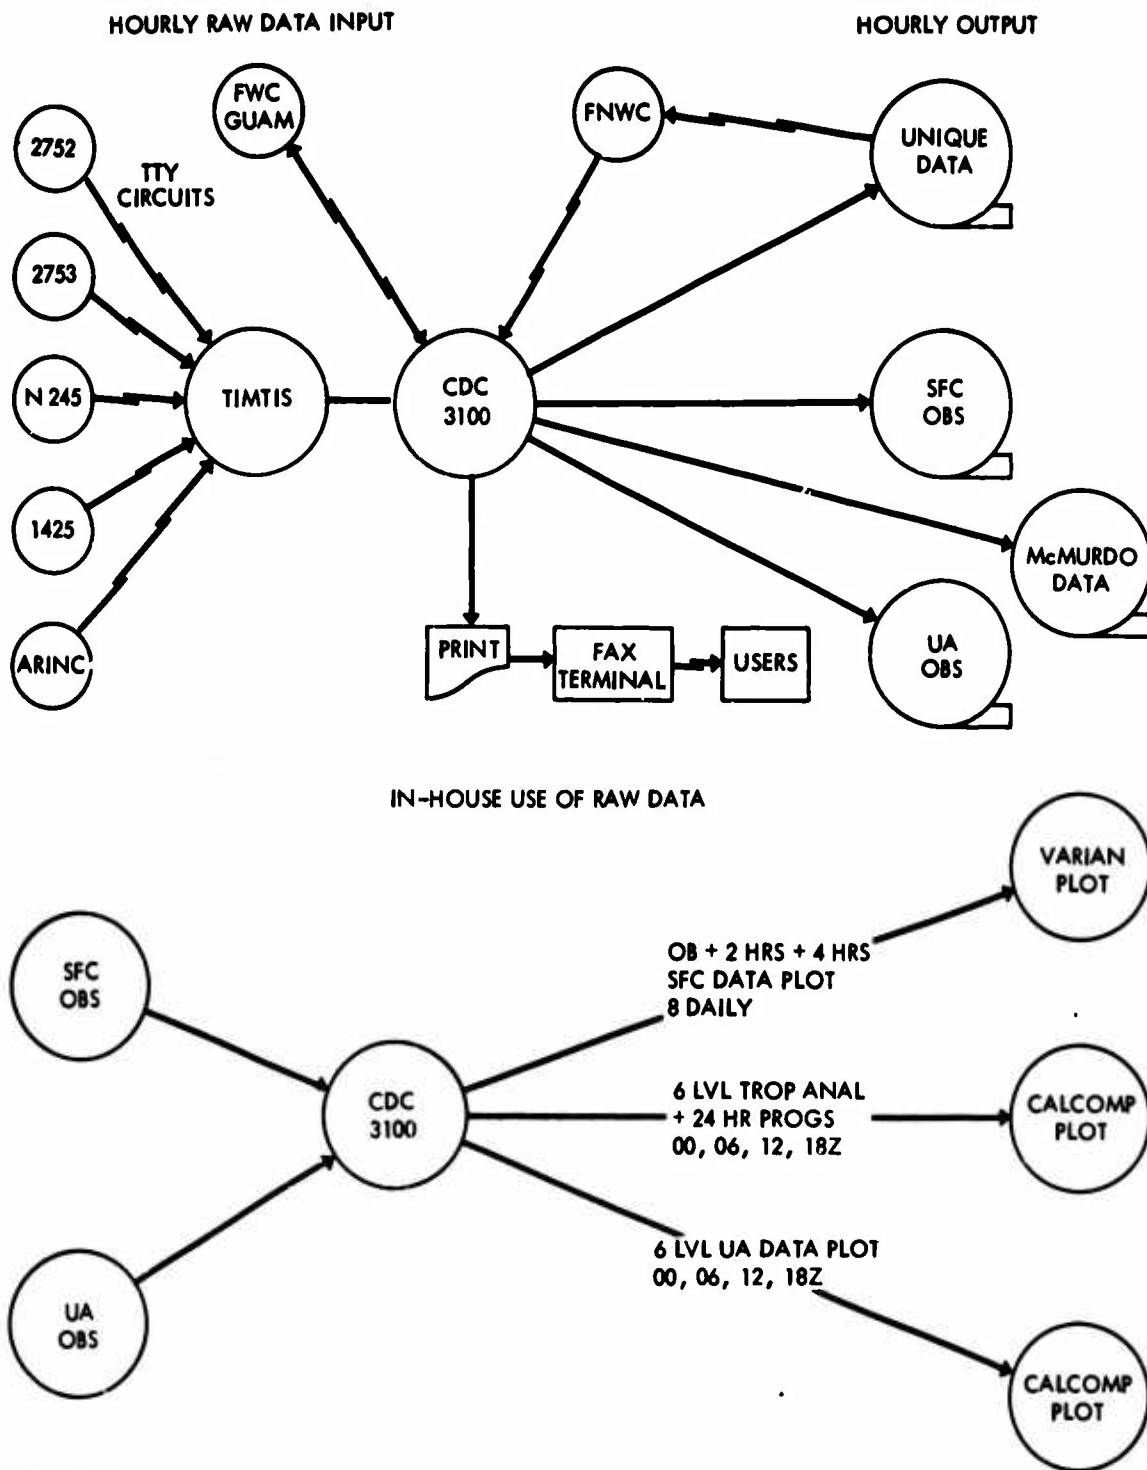 HOURLY RAW DATA INPUT
HOURLY OUTPUT
2752
TTY
CIRCUITS
FWC
GUAM
FNWC
UNIQUE
DATA
2753
N 245
TIMTIS
CDC
3100
SFC
OBS
1425
McMURDO
DATA
ARINC
PRINT
FAX
TERMINAL
USERS
UA
OBS
IN-HOUSE USE OF RAW DATA
VARIAN
PLOT
OB + 2 HRS + 4 HRS
SFC DATA PLOT
8 DAILY
SFC
OBS
CDC
3100
6 LVL TROP ANAL
+ 24 HR PROGS
00, 06, 12, 18Z
CALCOMP
PLOT
6 LVL UA DATA PLOT
00, 06, 12, 18Z
UA
OBS
CALCOMP
PLOT